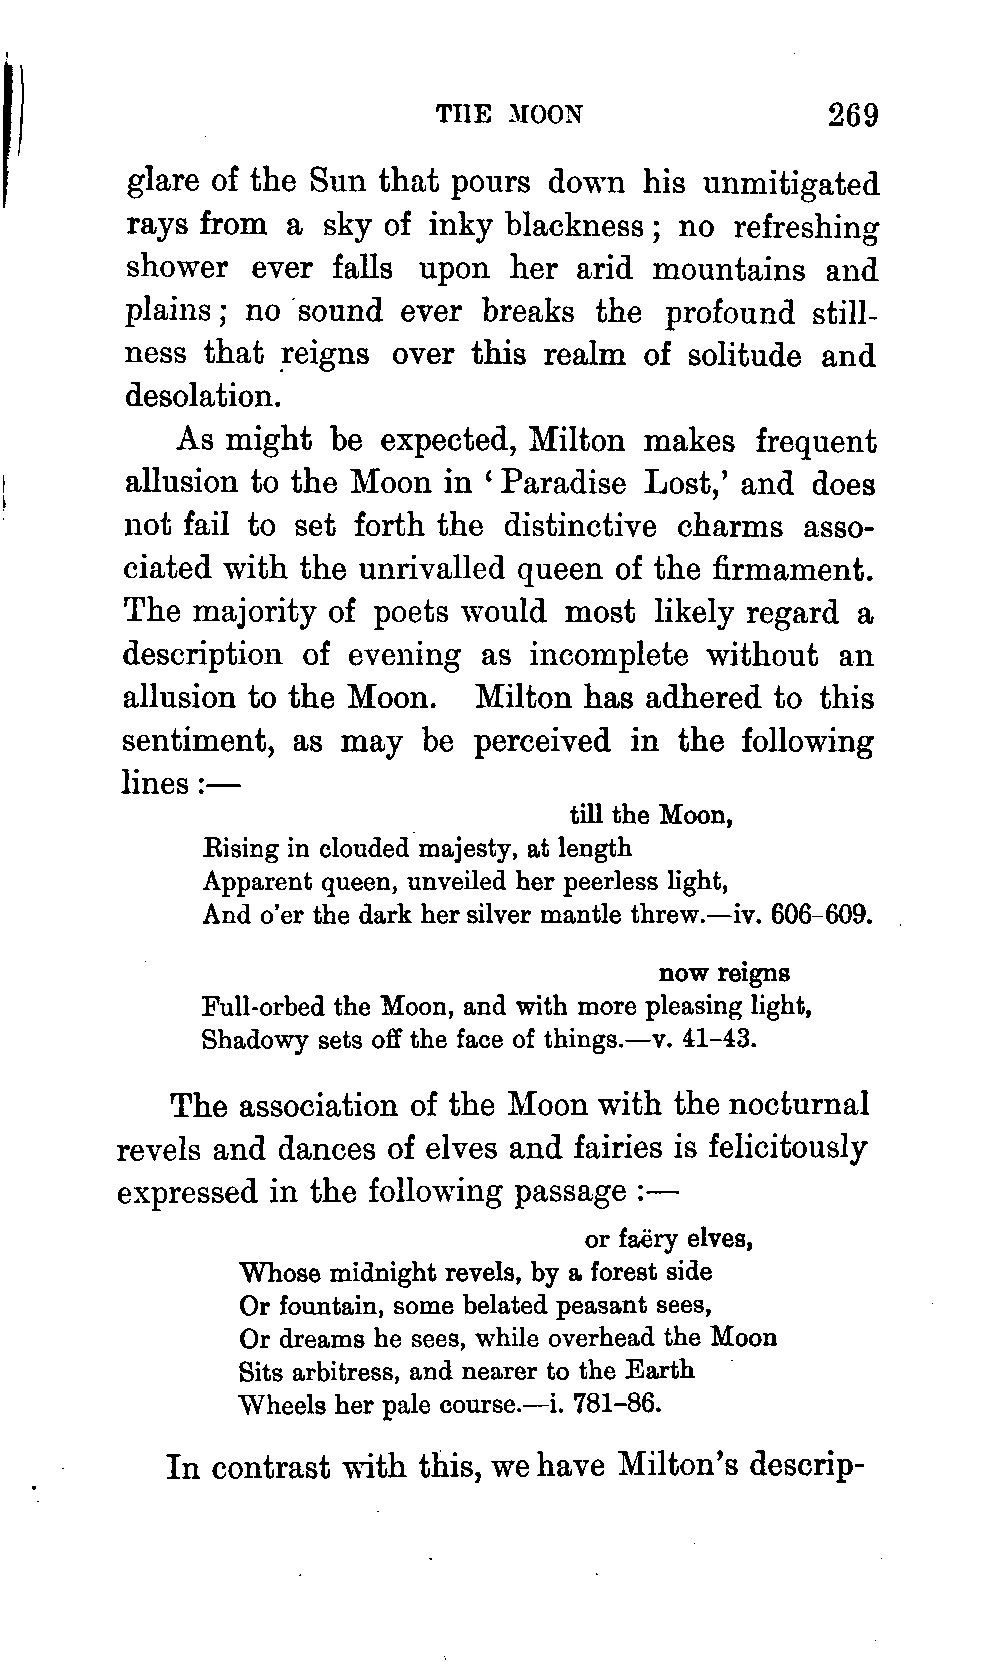 THE MOON 269
glare of the Sun that pours down his unmitigated
rays from a sky of inky blackness ; no refreshing
shower ever falls upon her arid mountains and
plains ; no sound ever breaks the profound still-
ness that reigns over this realm of solitude and
desolation.
As might be expected, Milton makes frequent
allusion to the Moon in ‘ Paradise Lost,’ and does
not fail to set forth the distinctive charms asso-
ciated with the unrivalled queen of the firmament.
The majority of poets would most likely regard a
description of evening as incomplete without an
allusion to the Moon. Milton has adhered to this
sentiment, as may be perceived in the following
lines :—
till the Moon,
Rising in clouded majesty, at length
Apparent queen, unveiled her peerless light,
And o’er the dark her silver mantle threw.—iv. 606–609.
now reigns
Full-orbed the Moon, and with more pleasing light,
Shadowy sets off the face of things.—v. 41–43.
The association of the Moon with the nocturnal
revels and dances of elves and fairies is felicitously
expressed in the following passage :—
or faëry elves,
Whose midnight revels, by a forest side
Or fountain, some belated peasant sees,
Or dreams he sees, while overhead the Moon
Sits arbitress, and nearer to the Earth
Wheels her pale course.—i. 781–86.
In contrast with this, we have Milton’s descrip-